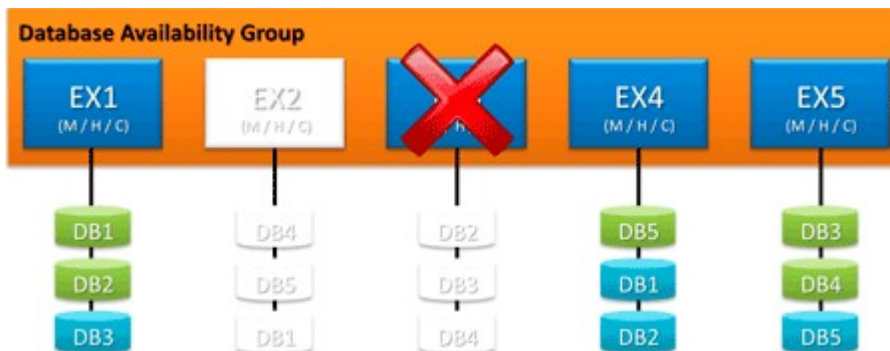 Database Availability Group
EX1
(M / H / C)
EX2
(M / H / C)
EX4
(M / H / C)
EX5
(M / H / C)
DB1
DB4
DB2
DB5
DB3
DB2
DB5
DB3
DB1
DB4
DB3
DB1
DB4
DB2
DB5